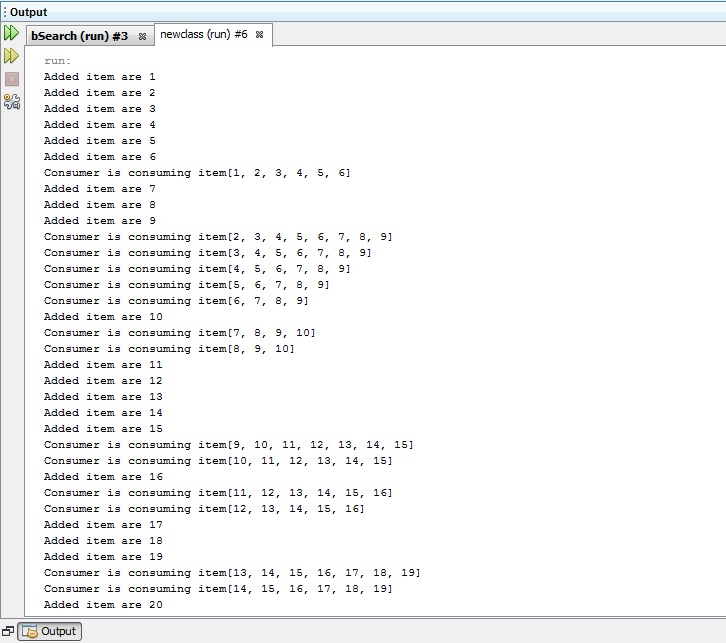 Output
bSearch (run) #3 newclass (run) #6
run:
Added item are 1
Added item are 2
Added item are 3
Added item are 4
Added item are 5
Added item are 6
Consumer is consuming item[1, 2, 3, 4, 5, 6]
Added item are 7
Added item are 8
Added item are 9
Consumer is consuming item[2, 3, 4, 5, 6, 7, 8, 9]
Consumer is consuming item[3, 4, 5, 6, 7, 8, 9]
Consumer is consuming item[4, 5, 6, 7, 8, 9]
Consumer is consuming item[5, 6, 7, 8, 9]
Consumer is consuming item[6, 7, 8, 9]
Added item are 10
Consumer is consuming item[7, 8, 9, 10]
Consumer is consuming item[8, 9, 10]
Added item are 11
Added item are 12
Added item are 13
Added item are 14
Added item are 15
Consumer is consuming item[9, 10, 11, 12, 13, 14, 15]
Consumer is consuming item[10, 11, 12, 13, 14, 15]
Added item are 16
Consumer is consuming item[11, 12, 13, 14, 15, 16]
Consumer is consuming item[12, 13, 14, 15, 16]
Added item are 17
Added item are 18
Added item are 19
Consumer is consuming item[13, 14, 15, 16, 17, 18, 19]
Consumer is consuming item[14, 15, 16, 17, 18, 19]
Added item are 20
Output